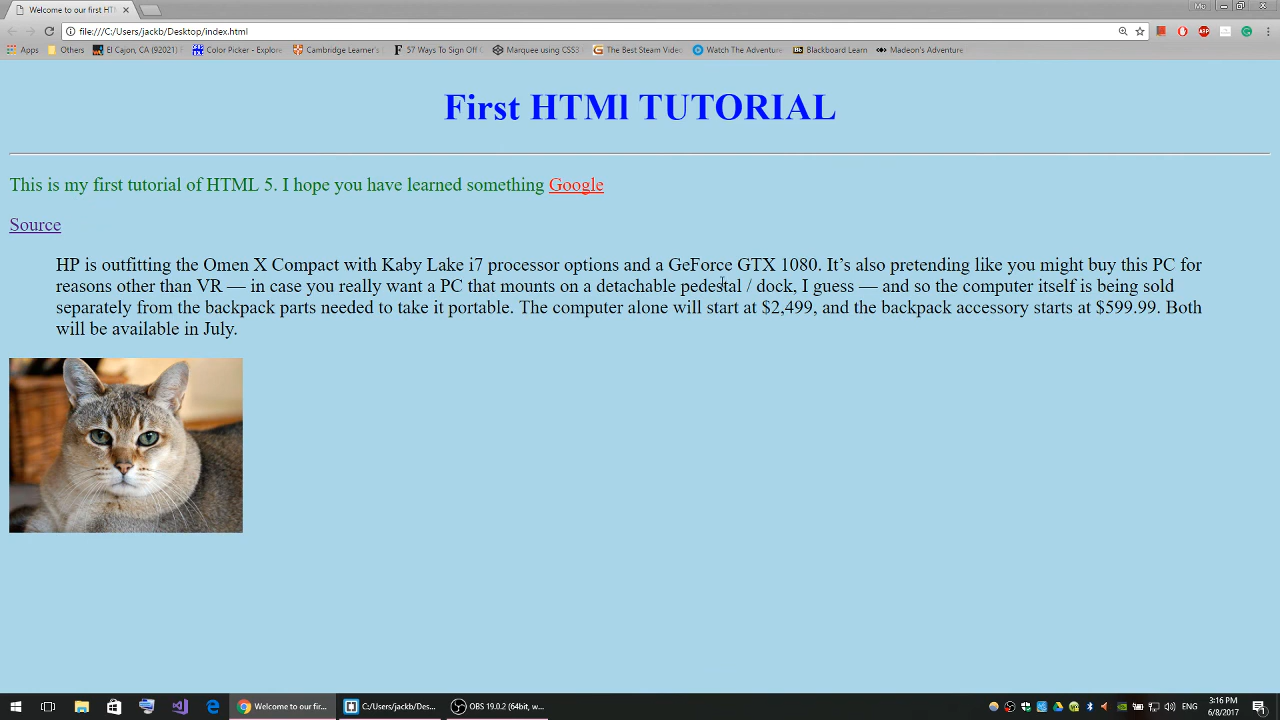 Welcome to our first HT
Mo
file:///C:/Users/jackb/Desktop/index.html
Apps Others El Cajon, CA (92021) Color Picker - Explore Cambridge Learner's 57 Ways To Sign Off Marquee using CSS3 The Best Steam Video Watch The Adventure Blackboard Learn Macleon's Adventure
First HTMl TUTORIAL
This is my first tutorial of HTML 5. I hope you have learned something Google
Source
HP is outfitting the Omen X Compact with Kaby Lake i7 processor options and a GeForce GTX 1080. It’s also pretending like you might buy this PC for
reasons other than VR — in case you really want a PC that mounts on a detachable pedestal / dock, I guess — and so the computer itself is being sold
separately from the backpack parts needed to take it portable. The computer alone will start at $2,499, and the backpack accessory starts at $599.99. Both
will be available in July.
Welcome to our fir... C:/Users/jackb/Des... OBS 19.0.2 (64bit, w... ENG 3:16 PM
6/8/2017